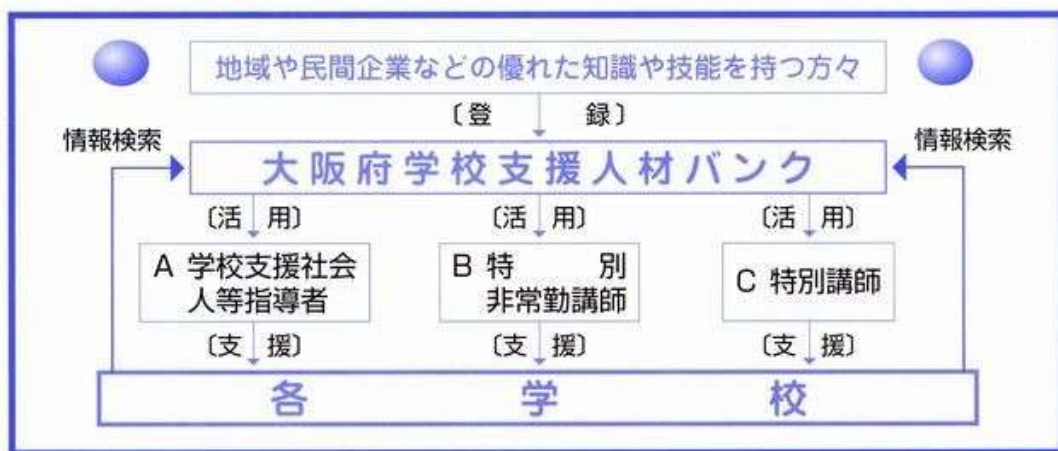 地域や民間企業などの優れた知識や技能を持つ方々
〔登 録〕
情報検索
情報検索
大阪府学校支援人材バンク
〔活 用〕
〔活 用〕
〔活 用〕
A 学校支援社会
人等指導者
B 特 別
非常勤講師
C 特別講師
〔支 援〕
〔支 援〕
〔支 援〕
各 学 校